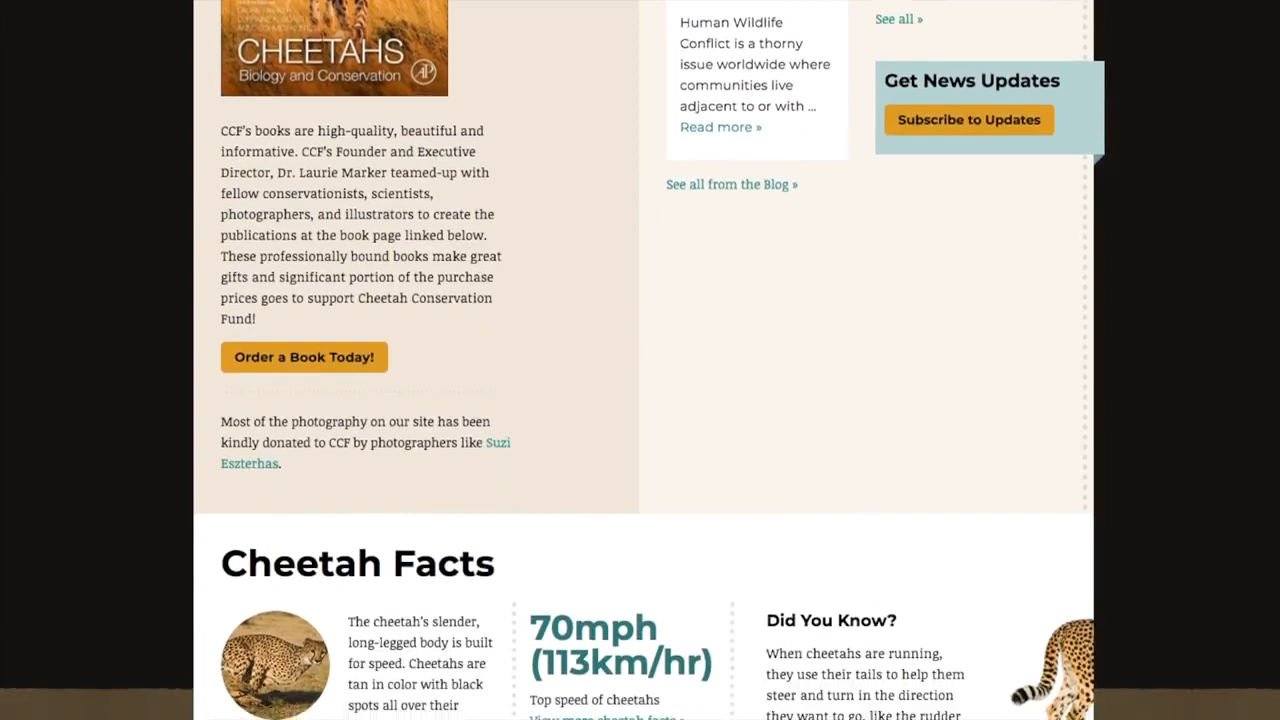 CHEETAHS
Biology and Conservation
AP
CCF's books are high-quality, beautiful and
informative. CCF's Founder and Executive
Director, Dr. Laurie Marker teamed-up with
fellow conservationists, scientists,
photographers, and illustrators to create the
publications at the book page linked below.
These professionally bound books make great
gifts and significant portion of the purchase
prices goes to support Cheetah Conservation
Fund!
Order a Book Today!
Most of the photography on our site has been
kindly donated to CCF by photographers like Suzi
Eszterhas.
Human Wildlife
Conflict is a thorny
issue worldwide where
communities live
adjacent to or with ...
Read more »
See all from the Blog »
See all »
Get News Updates
Subscribe to Updates
Cheetah Facts
The cheetah's slender,
long-legged body is built
for speed. Cheetahs are
tan in color with black
spots all over their
70mph
(113km/hr)
Top speed of cheetahs
View more cheetah facts »
Did You Know?
When cheetahs are running,
they use their tails to help them
steer and turn in the direction
they want to go, like the rudder